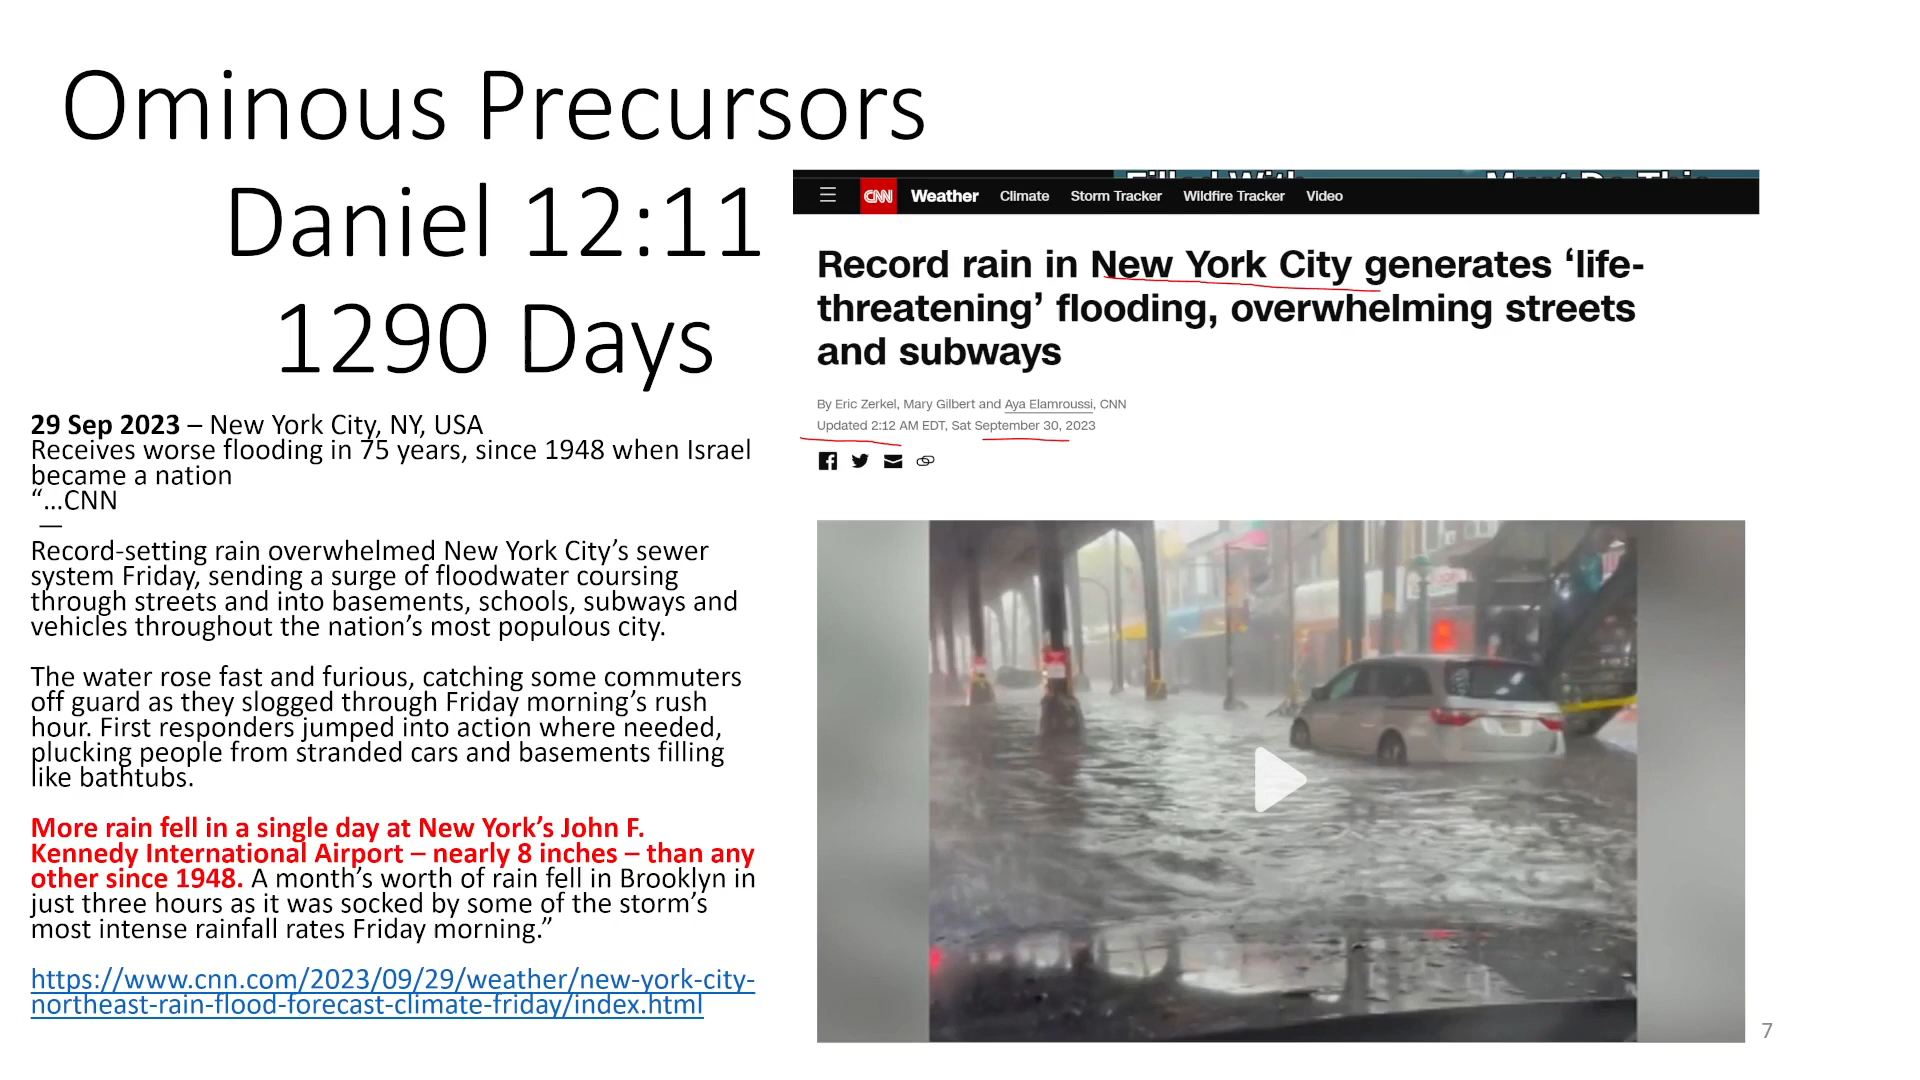 Ominous Precursors
Daniel 12:11
1290 Days
29 Sep 2023 – New York City, NY, USA
Receives worse flooding in 75 years, since 1948 when Israel
became a nation
“…CNN
—
Record-setting rain overwhelmed New York City’s sewer
system Friday, sending a surge of floodwater coursing
through streets and into basements, schools, subways and
vehicles throughout the nation’s most populous city.
The water rose fast and furious, catching some commuters
off guard as they slogged through Friday morning’s rush
hour. First responders jumped into action where needed,
plucking people from stranded cars and basements filling
like bathtubs.
More rain fell in a single day at New York’s John F.
Kennedy International Airport – nearly 8 inches – than any
other since 1948. A month’s worth of rain fell in Brooklyn in
just three hours as it was socked by some of the storm’s
most intense rainfall rates Friday morning.”
https://www.cnn.com/2023/09/29/weather/new-york-city-
northeast-rain-flood-forecast-climate-friday/index.html
CNN Weather Climate Storm Tracker Wildfire Tracker Video
Record rain in New York City generates ‘life-
threatening’ flooding, overwhelming streets
and subways
By Eric Zerkel, Mary Gilbert and Aya Elamroussi, CNN
Updated 2:12 AM EDT, Sat September 30, 2023
7